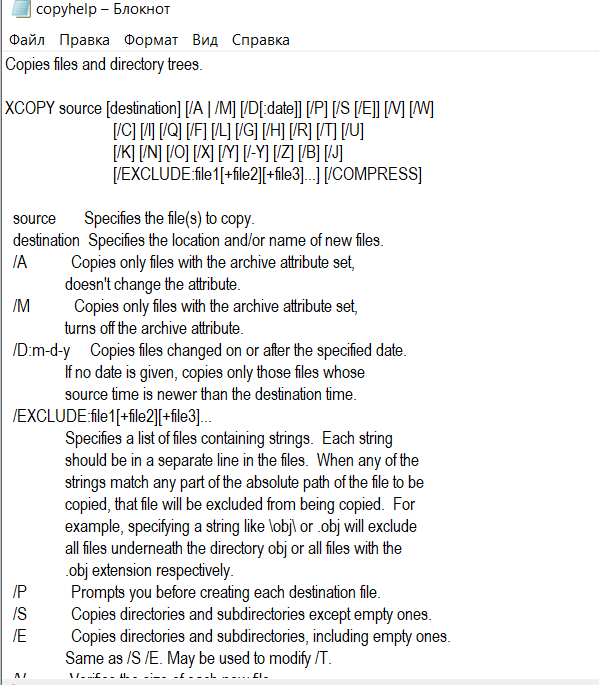 copyhelp – Блокнот
Файл Правка Формат Вид Справка
Copies files and directory trees.
XCOPY source [destination] [/A | /M] [/D[:date]] [/P] [/S [/E]] [/V] [/W]
[/C] [/I] [/Q] [/F] [/L] [/G] [/H] [/R] [/T] [/U]
[/K] [/N] [/O] [/X] [/Y] [/-Y] [/Z] [/B] [/J]
[/EXCLUDE:file1[+file2][+file3]...] [/COMPRESS]
source Specifies the file(s) to copy.
destination Specifies the location and/or name of new files.
/A Copies only files with the archive attribute set,
doesn't change the attribute.
/M Copies only files with the archive attribute set,
turns off the archive attribute.
/D:m-d-y Copies files changed on or after the specified date.
If no date is given, copies only those files whose
source time is newer than the destination time.
/EXCLUDE:file1[+file2][+file3]...
Specifies a list of files containing strings. Each string
should be in a separate line in the files. When any of the
strings match any part of the absolute path of the file to be
copied, that file will be excluded from being copied. For
example, specifying a string like \obj\ or .obj will exclude
all files underneath the directory obj or all files with the
.obj extension respectively.
/P Prompts you before creating each destination file.
/S Copies directories and subdirectories except empty ones.
/E Copies directories and subdirectories, including empty ones.
Same as /S /E. May be used to modify /T.
/V Verifies the size of each new file.